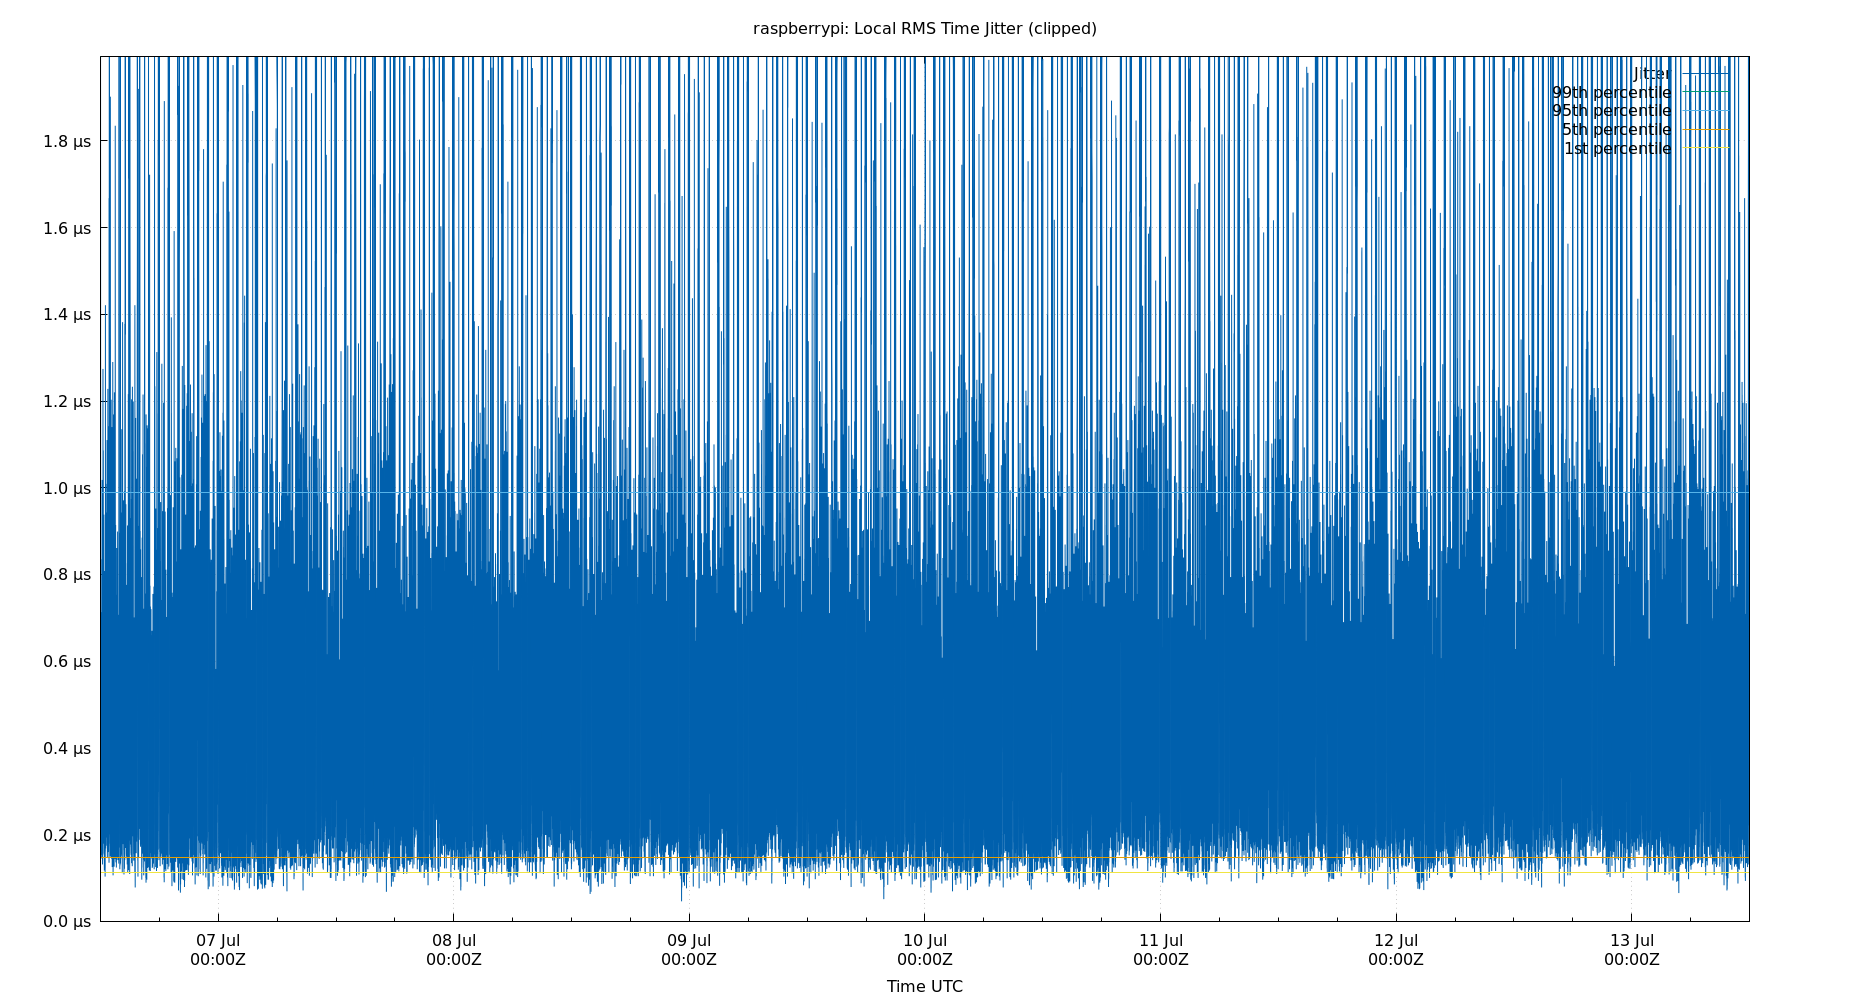 raspberrypi: Local RMS Time Jitter (clipped)
Jitter
99th percentile
95th percentile
5th percentile
1st percentile
1.8 µs
1.6 µs
1.4 µs
1.2 µs
1.0 µs
0.8 µs
0.6 µs
0.4 µs
0.2 µs
0.0 µs
07 Jul 08 Jul 09 Jul 10 Jul 11 Jul 12 Jul 13 Jul
00:00Z 00:00Z 00:00Z 00:00Z 00:00Z 00:00Z 00:00Z
Time UTC